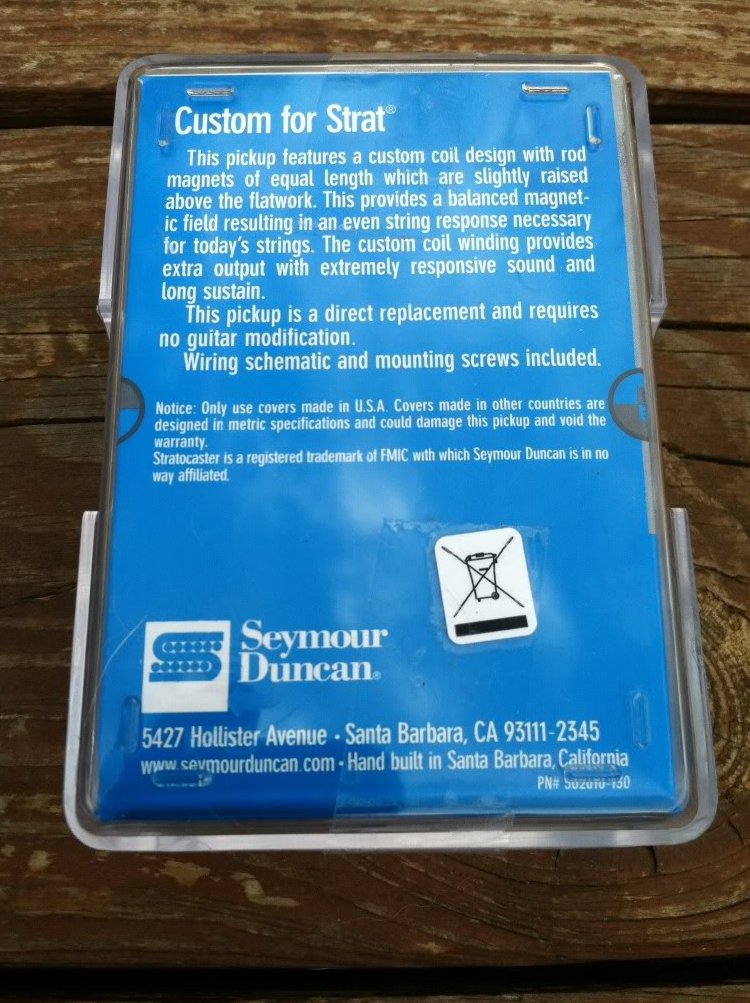 Custom for Strat®
This pickup features a custom coil design with rod
magnets of equal length which are slightly raised
above the flatwork. This provides a balanced magnet-
ic field resulting in an even string response necessary
for today's strings. The custom coil winding provides
extra output with extremely responsive sound and
long sustain.
This pickup is a direct replacement and requires
no guitar modification.
Wiring schematic and mounting screws included.
Notice: Only use covers made in U.S.A. Covers made in other countries are
designed in metric specifications and could damage this pickup and void the
warranty.
Stratocaster is a registered trademark of FMIC with which Seymour Duncan is in no
way affiliated.
Seymour
Duncan®
5427 Hollister Avenue • Santa Barbara, CA 93111-2345
www.seymourduncan.com • Hand built in Santa Barbara, California
PN#